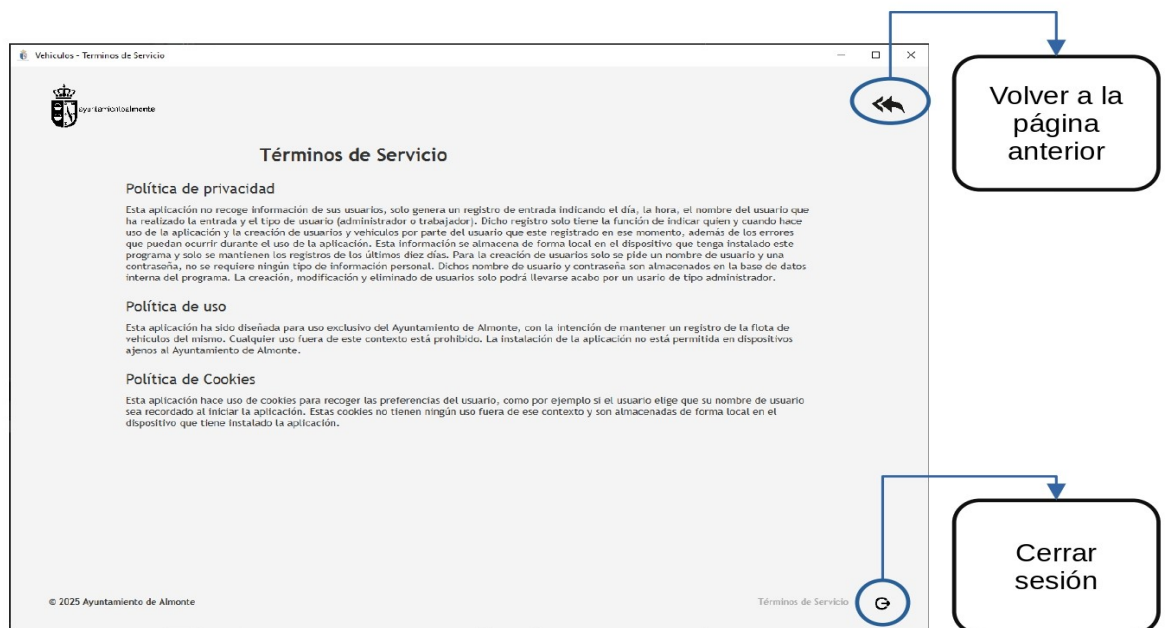 Vehiculos - Terminos de Servicio
ayuntamientoalmonte
Volver a la
página
anterior
Términos de Servicio
Política de privacidad
Esta aplicación no recoge información de sus usuarios, solo genera un registro de entrada indicando el día, la hora, el nombre del usuario que
ha realizado la entrada y el tipo de usuario (administrador o trabajador). Dicho registro solo tiene la función de indicar quien y cuando hace
uso de la aplicación y la creación de usuarios y vehículos por parte del usuario que este registrado en ese momento, además de los errores
que puedan ocurrir durante el uso de la aplicación. Esta información se almacena de forma local en el dispositivo que tenga instalado este
programa y solo se mantienen los registros de los últimos diez días. Para la creación de usuarios solo se pide un nombre de usuario y una
contraseña, no se requiere ningún tipo de información personal. Dichos nombre de usuario y contraseña son almacenados en la base de datos
interna del programa. La creación, modificación y eliminado de usuarios solo podrá llevarse acabo por un usario de tipo administrador.
Política de uso
Esta aplicación ha sido diseñada para uso exclusivo del Ayuntamiento de Almonte, con la intención de mantener un registro de la flota de
vehículos del mismo. Cualquier uso fuera de este contexto está prohibido. La instalación de la aplicación no está permitida en dispositivos
ajenos al Ayuntamiento de Almonte.
Política de Cookies
Esta aplicación hace uso de cookies para recoger las preferencias del usuario, como por ejemplo si el usuario elige que su nombre de usuario
sea recordado al iniciar la aplicación. Estas cookies no tienen ningún uso fuera de ese contexto y son almacenadas de forma local en el
dispositivo que tiene instalado la aplicación.
Cerrar
sesión
© 2025 Ayuntamiento de Almonte
Términos de Servicio